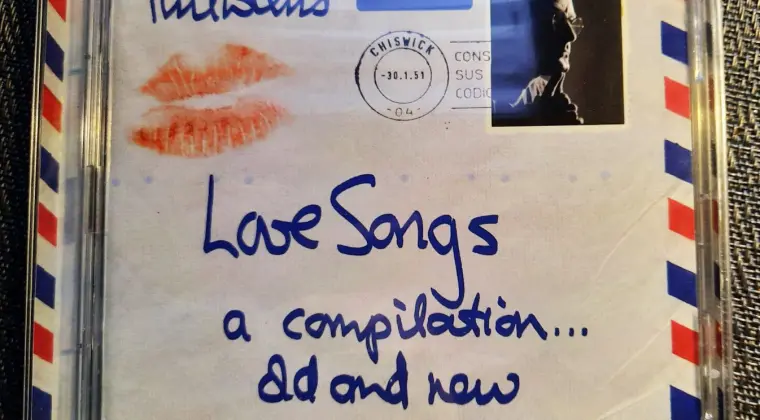 CHISWICK
-30.1.51
-04-
CONS
SUS
CODIC
Love Songs
a compilation...
old and new